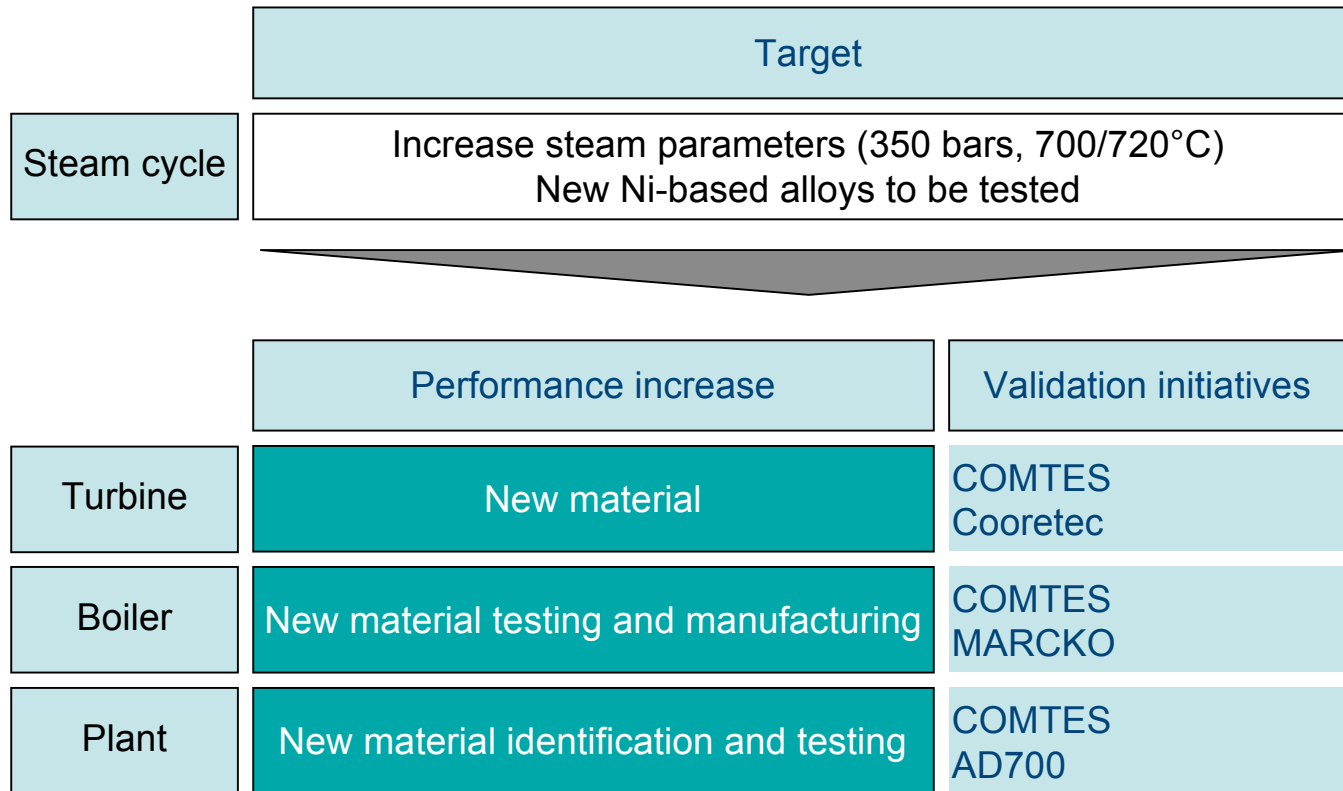 Target
Steam cycle
Increase steam parameters (350 bars, 700/720°C)
New Ni-based alloys to be tested
Performance increase
Validation initiatives
Turbine
New material
COMTES
Cooretec
Boiler
New material testing and manufacturing
COMTES
MARCKO
Plant
New material identification and testing
COMTES
AD700